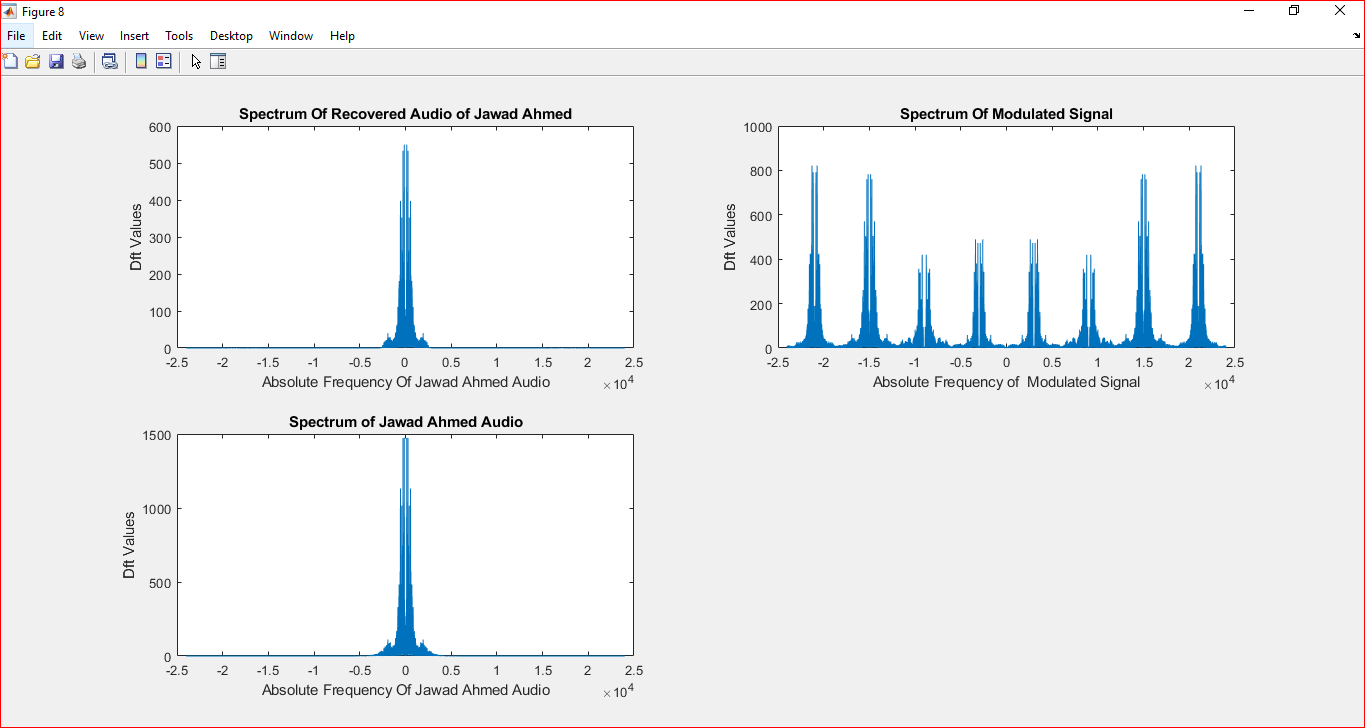 Figure 8
File Edit View Insert Tools Desktop Window Help
Spectrum Of Recovered Audio of Jawad Ahmed
600
500
400
300
200
100
0
Dft Values
-2.5 -2 -1.5 -1 -0.5 0 0.5 1 1.5 2 2.5
Absolute Frequency Of Jawad Ahmed Audio
×10^4
Spectrum Of Modulated Signal
1000
800
600
400
200
0
Dft Values
-2.5 -2 -1.5 -1 -0.5 0 0.5 1 1.5 2 2.5
Absolute Frequency of  Modulated Signal
×10^4
Spectrum of Jawad Ahmed Audio
1500
1000
500
0
Dft Values
-2.5 -2 -1.5 -1 -0.5 0 0.5 1 1.5 2 2.5
Absolute Frequency Of Jawad Ahmed Audio
×10^4